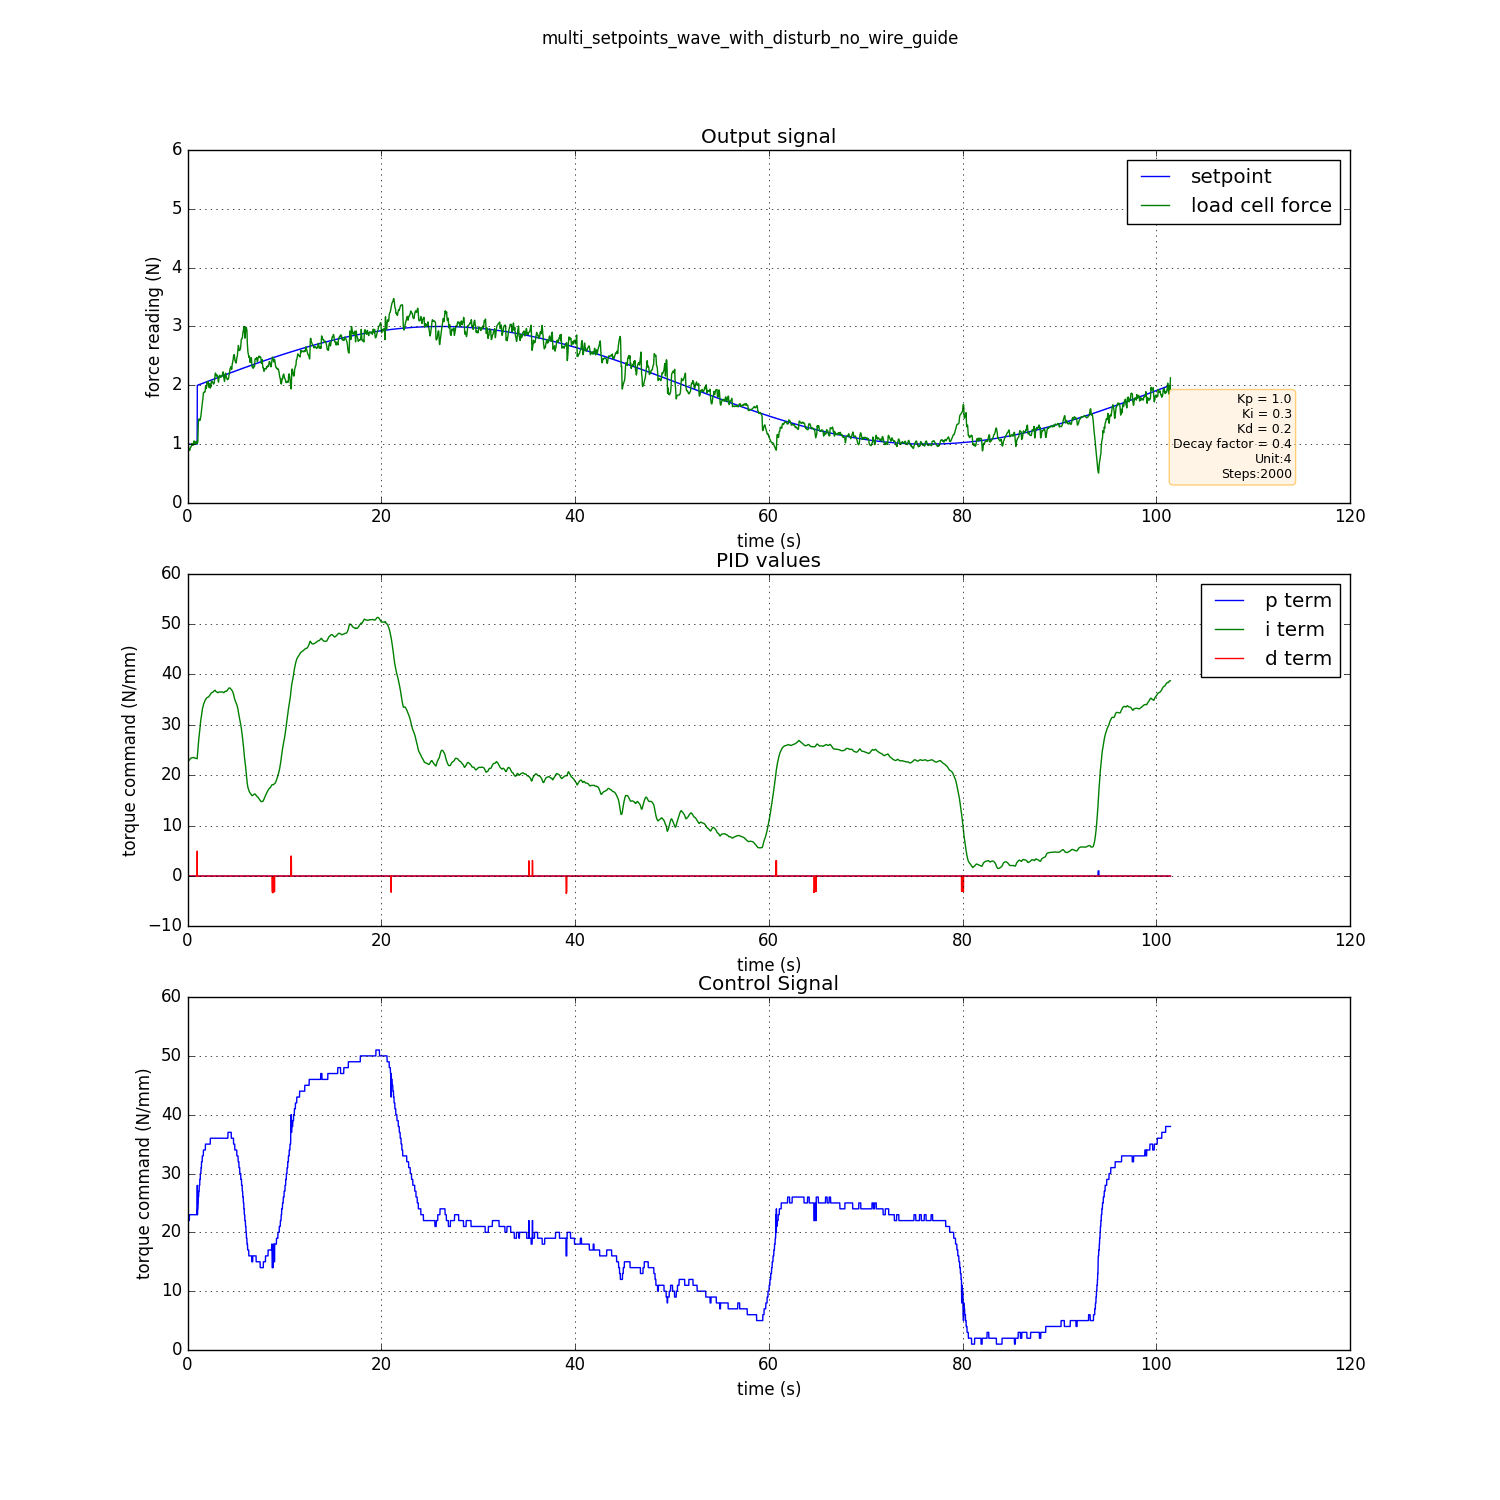 multi_setpoints_wave_with_disturb_no_wire_guide
Output signal
6
5
4
3
2
1
0
force reading (N)
setpoint
load cell force
Kp = 1.0
Ki = 0.3
Kd = 0.2
Decay factor = 0.4
Unit:4
Steps:2000
0 20 40 60 80 100 120
time (s)
PID values
60
50
40
30
20
10
0
−10
torque command (N/mm)
p term
i term
d term
0 20 40 60 80 100 120
time (s)
Control Signal
60
50
40
30
20
10
0
torque command (N/mm)
0 20 40 60 80 100 120
time (s)